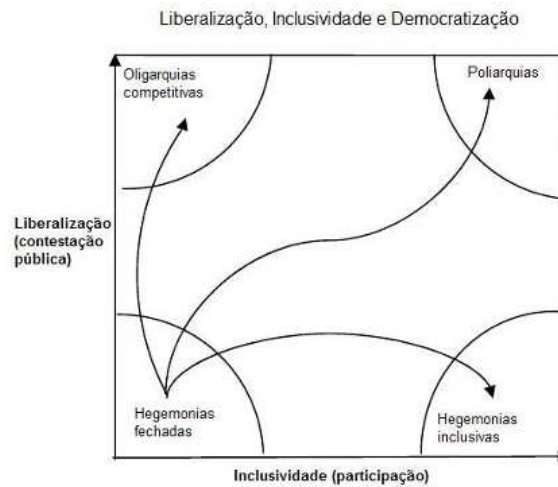 Liberalização, Inclusividade e Democratização
Oligarquias
competitivas
Poliarquias
Liberalização
(contestação
pública)
Hegemonias
fechadas
Hegemonias
inclusivas
Inclusividade (participação)